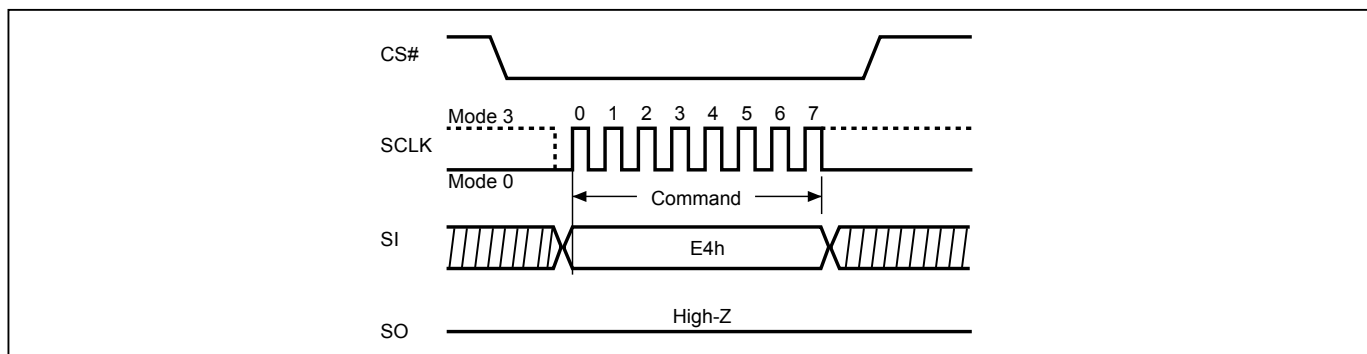 CS#
Mode 3
0 1 2 3 4 5 6 7
SCLK
Mode 0
Command
SI
E4h
High-Z
SO